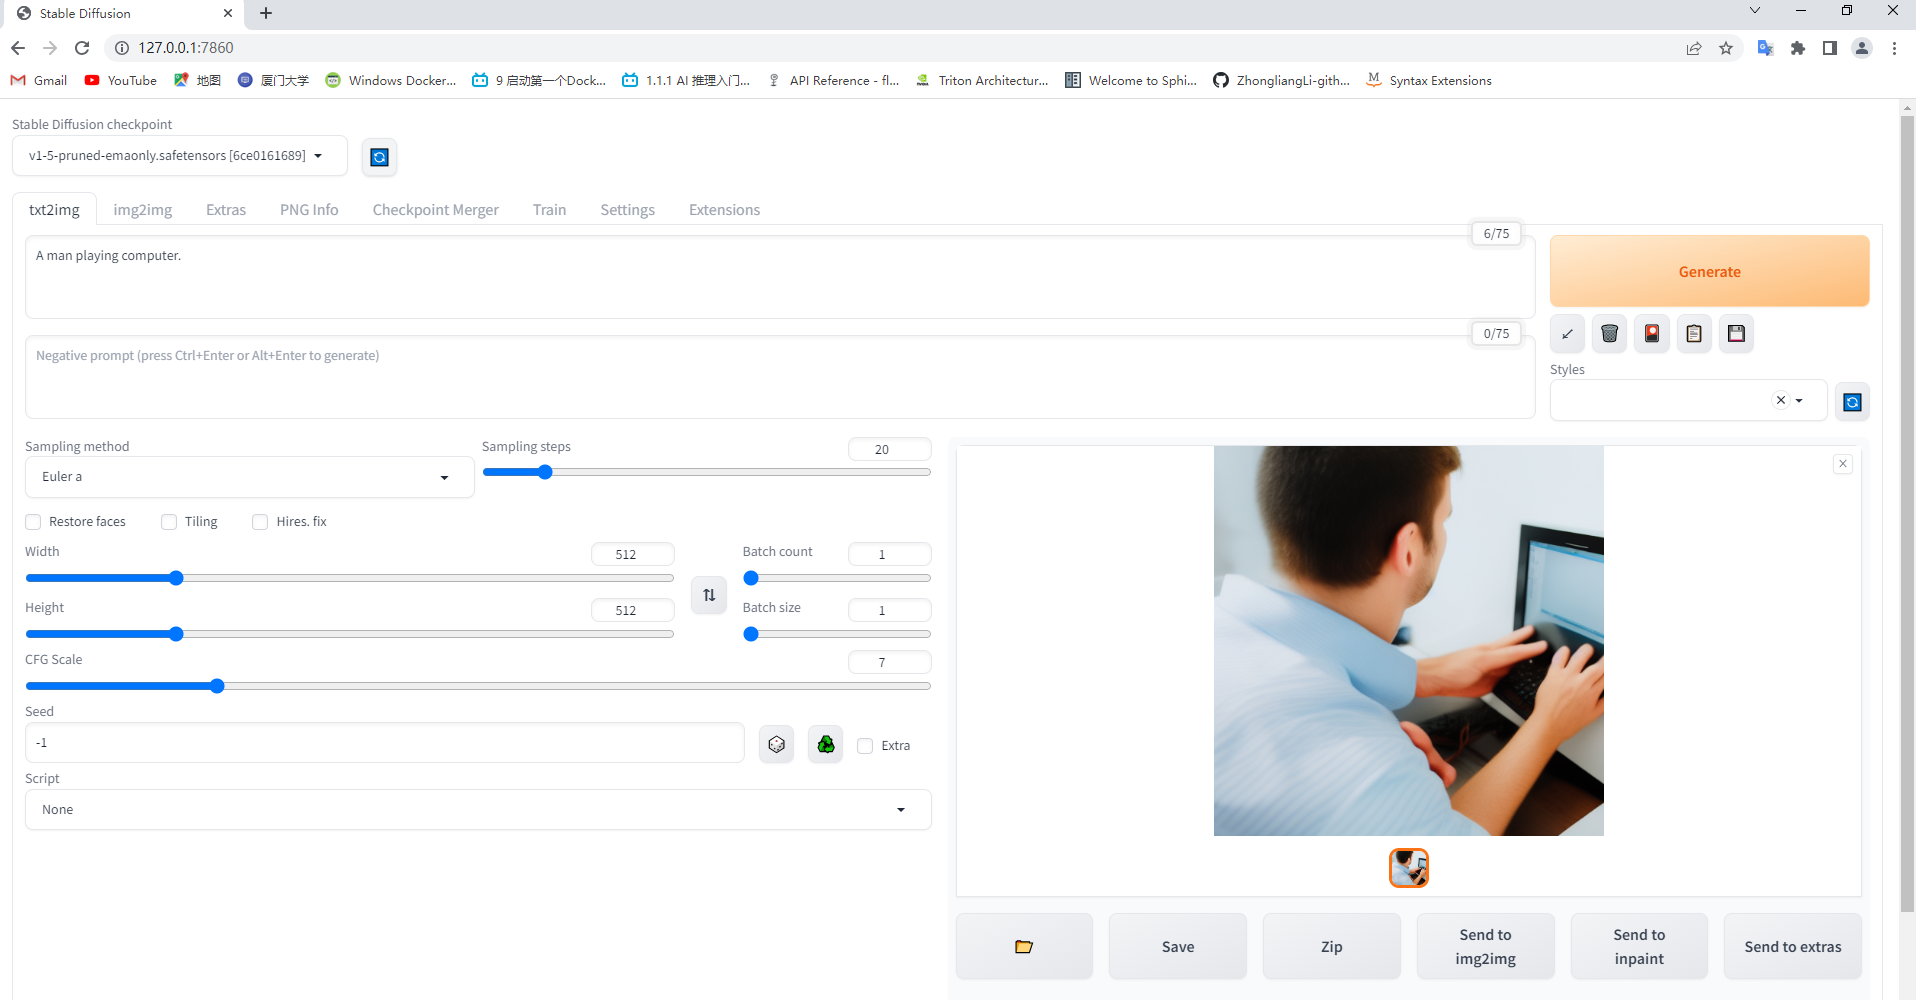 Stable Diffusion
127.0.0.1:7860
Gmail YouTube 地图 厦门大学 Windows Docker... 9 启动第一个Dock... 1.1.1 AI 推理入门... API Reference - fl... Triton Architectur... Welcome to Sphi... ZhongliangLi-gith... Syntax Extensions
Stable Diffusion checkpoint
v1-5-pruned-emaonly.safetensors [6ce0161689]
txt2img img2img Extras PNG Info Checkpoint Merger Train Settings Extensions
6/75
A man playing computer.
Generate
0/75
Negative prompt (press Ctrl+Enter or Alt+Enter to generate)
Styles
Sampling method
Euler a
Sampling steps
20
Restore faces Tiling Hires. fix
Width
512
Batch count
1
Height
512
Batch size
1
CFG Scale
7
Seed
-1
Extra
Script
None
Save
Zip
Send to
img2img
Send to
inpaint
Send to extras